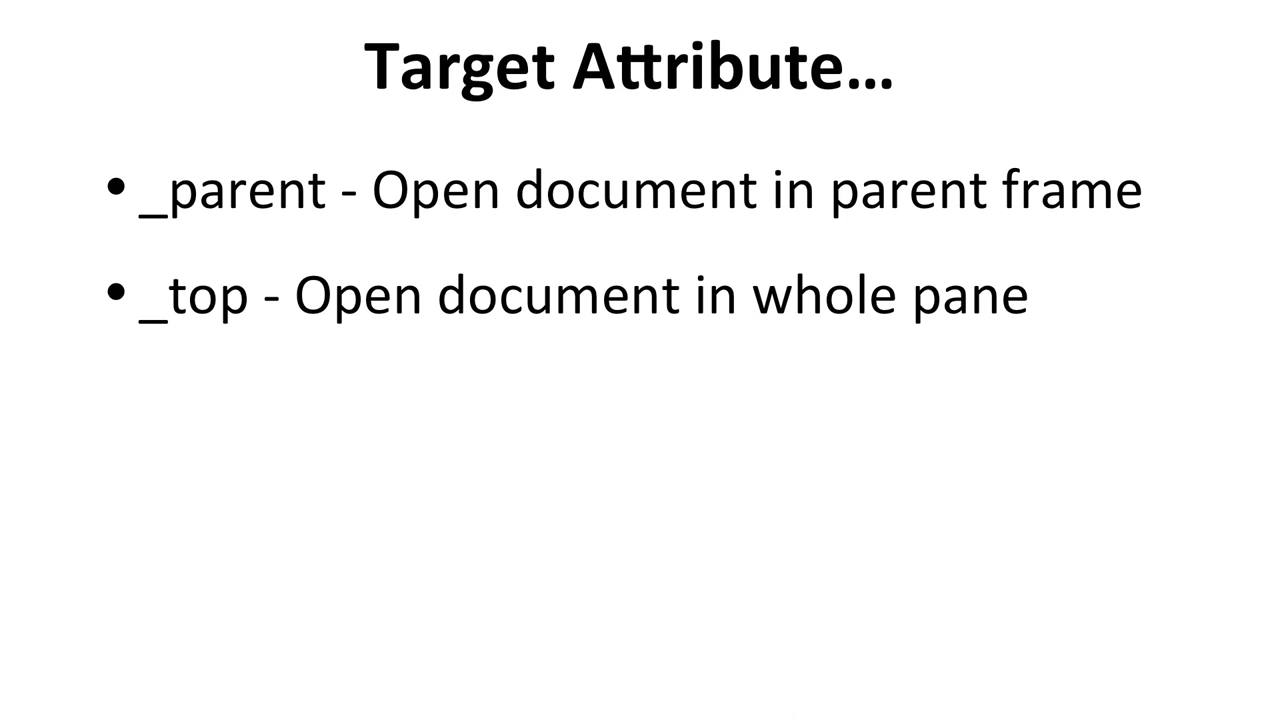 Target Attribute...
• _parent - Open document in parent frame
• _top - Open document in whole pane